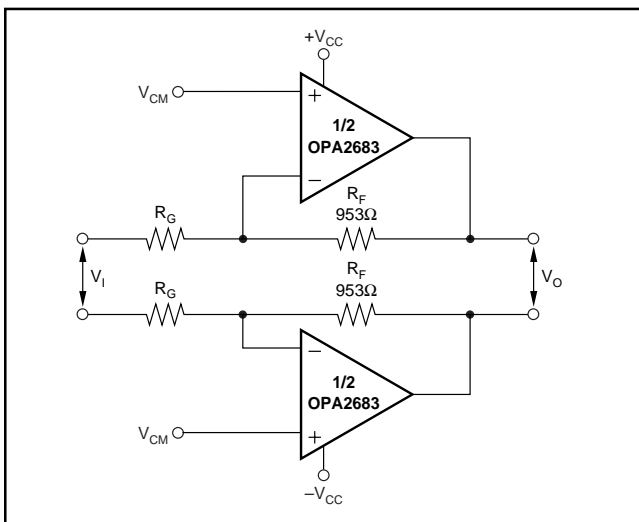 +V_CC
V_CM
+
1/2
OPA2683
−
R_G
R_F
953Ω
V_I
V_O
R_G
R_F
953Ω
−
1/2
OPA2683
V_CM
+
−V_CC